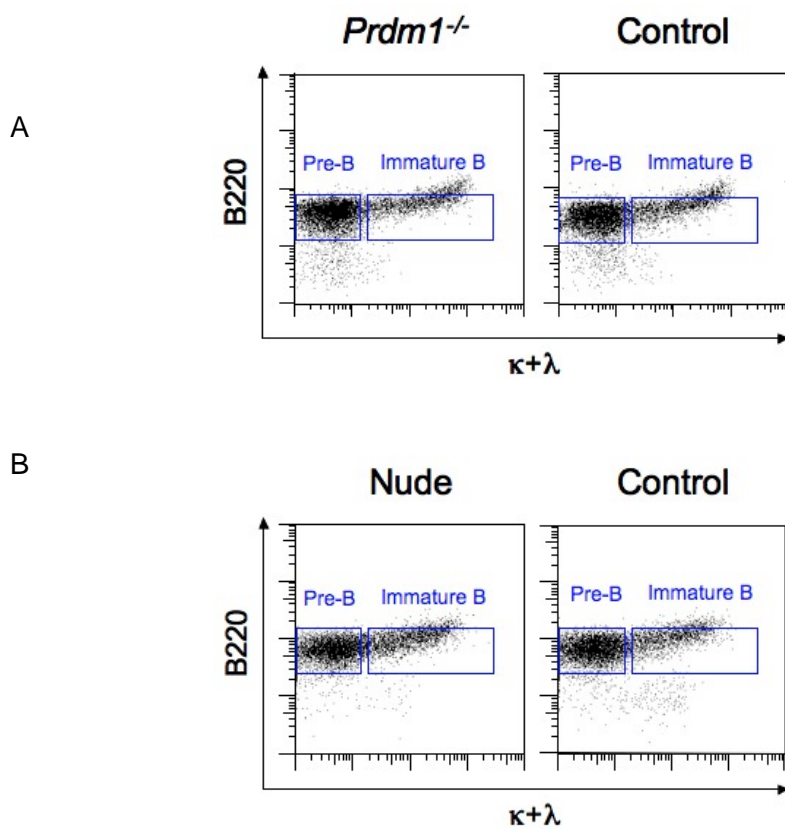 Prdm1-/- Control
A
Pre-B Immature B Pre-B Immature B
B220
κ+λ
B
Nude Control
Pre-B Immature B Pre-B Immature B
B220
κ+λ